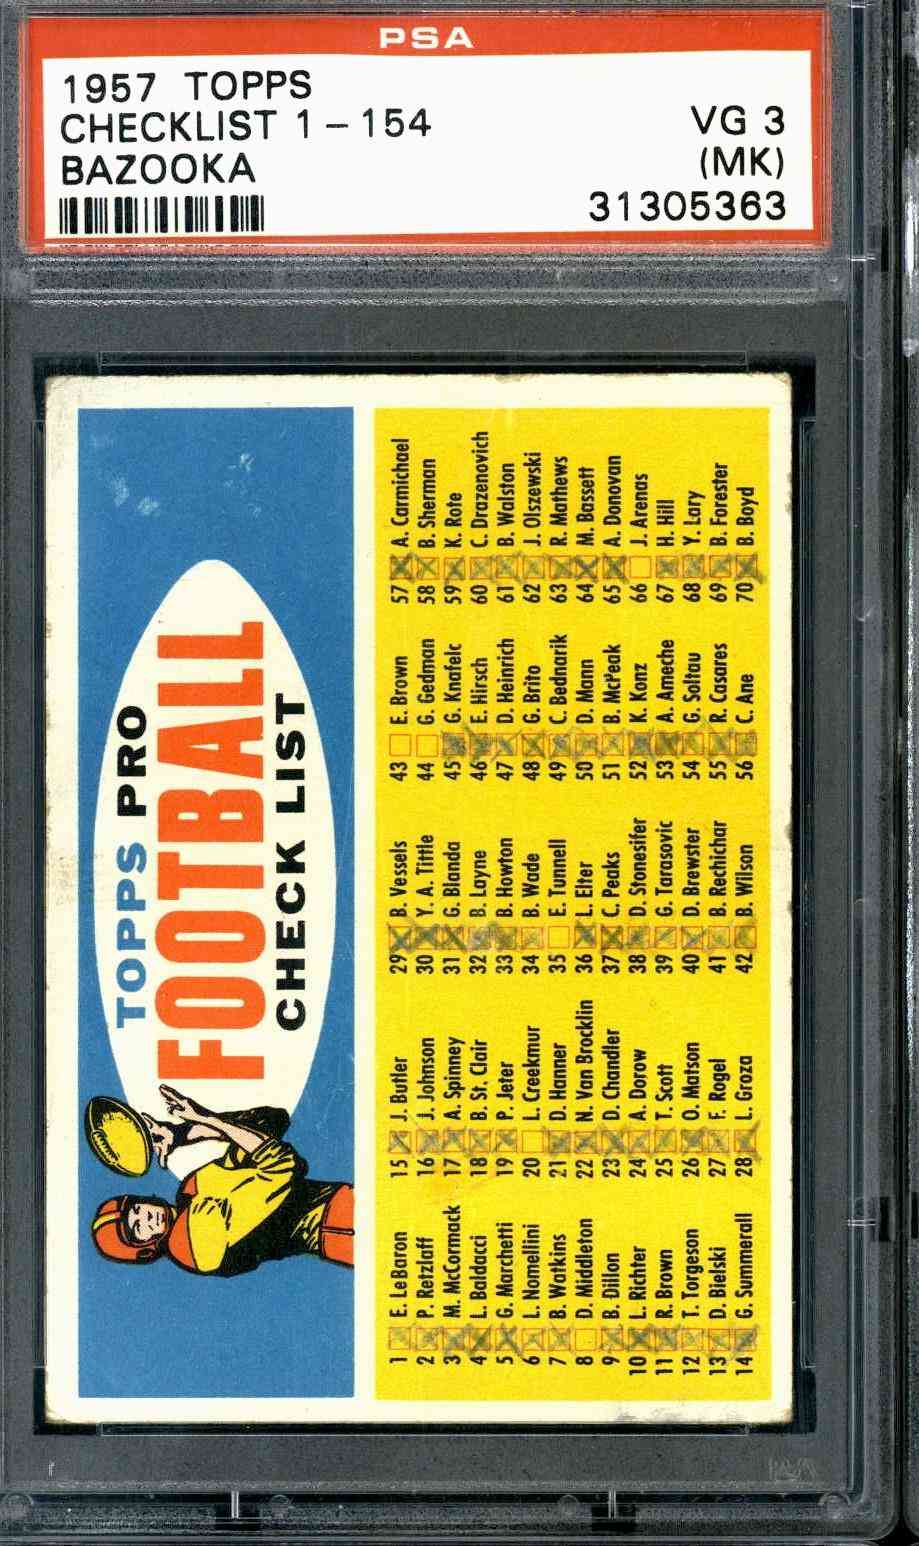 PSA
1957 TOPPS
CHECKLIST 1-154
BAZOOKA
VG 3
(MK)
31305363
TOPPS PRO
FOOTBALL
CHECK LIST
1 E. LeBaron
2 P. Retzlaff
3 M. McCormack
4 L. Baldacci
5 G. Marchetti
6 L. Nomellini
7 B. Watkins
8 D. Middleton
9 B. Dillon
10 L. Richter
11 R. Brown
12 T. Torgeson
13 D. Bielski
14 G. Summerall
15 J. Butler
16 J. Johnson
17 A. Spinney
18 B. St. Clair
19 P. Jeter
20 L. Creekmur
21 D. Hanner
22 N. Van Brocklin
23 D. Chandler
24 A. Dorow
25 T. Scott
26 O. Matson
27 F. Rogel
28 L. Groza
29 B. Vessels
30 Y. A. Tittle
31 G. Blanda
32 B. Layne
33 B. Howton
34 B. Wade
35 E. Tunnell
36 L. Elter
37 C. Peaks
38 D. Stonesifer
39 G. Tarasovic
40 D. Brewster
41 B. Rechichar
42 B. Wilson
43 E. Brown
44 G. Gedman
45 G. Knafelc
46 E. Hirsch
47 D. Heinrich
48 G. Brito
49 C. Bednarik
50 D. Mann
51 B. McPeak
52 K. Konz
53 A. Ameche
54 G. Soltau
55 R. Casares
56 C. Ane
57 A. Carmichael
58 B. Sherman
59 K. Rote
60 C. Drazenovich
61 B. Walston
62 J. Olszewski
63 R. Mathews
64 M. Bassett
65 A. Donovan
66 J. Arenas
67 H. Hill
68 Y. Lary
69 B. Forester
70 B. Boyd